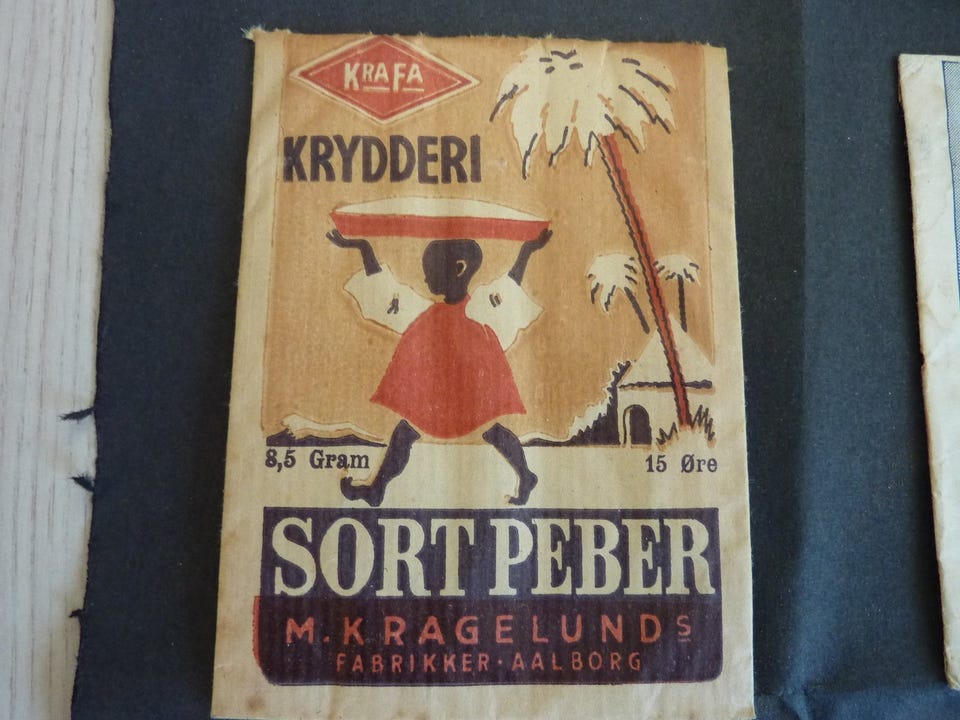 KRAFA
KRYDDERI
8,5 Gram
15 Øre
SORT PEBER
M. KRAGELUNDS
FABRIKKER · AALBORG